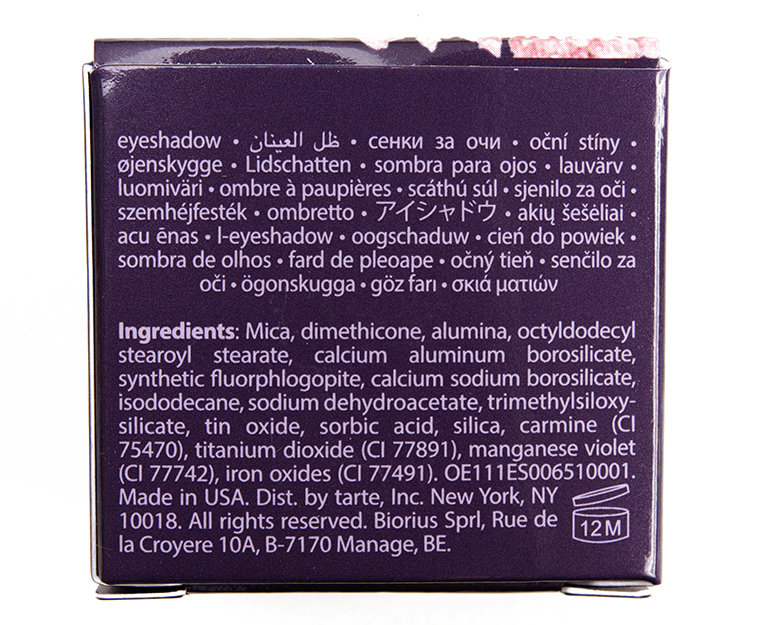 eyeshadow • ظل العينان • сенки за очи • oční stíny •
øjenskygge • Lidschatten • sombra para ojos • lauvärv •
luomiväri • ombre à paupières • scáthú súl • sjenilo za oči •
szemhéjfesték • ombretto • アイシャドウ • akių šešėliai •
acu ēnas • l-eyeshadow • oogschaduw • cień do powiek •
sombra de olhos • fard de pleoape • očný tieň • senčilo za
oči • ögonskugga • göz farı • σκιά ματιών
Ingredients: Mica, dimethicone, alumina, octyldodecyl
stearoyl stearate, calcium aluminum borosilicate,
synthetic fluorphlogopite, calcium sodium borosilicate,
isododecane, sodium dehydroacetate, trimethylsiloxy-
silicate, tin oxide, sorbic acid, silica, carmine (CI
75470), titanium dioxide (CI 77891), manganese violet
(CI 77742), iron oxides (CI 77491). OE111ES006510001.
Made in USA. Dist. by tarte, Inc. New York, NY
10018. All rights reserved. Biorius Sprl, Rue de
la Croyere 10A, B-7170 Manage, BE.
12M